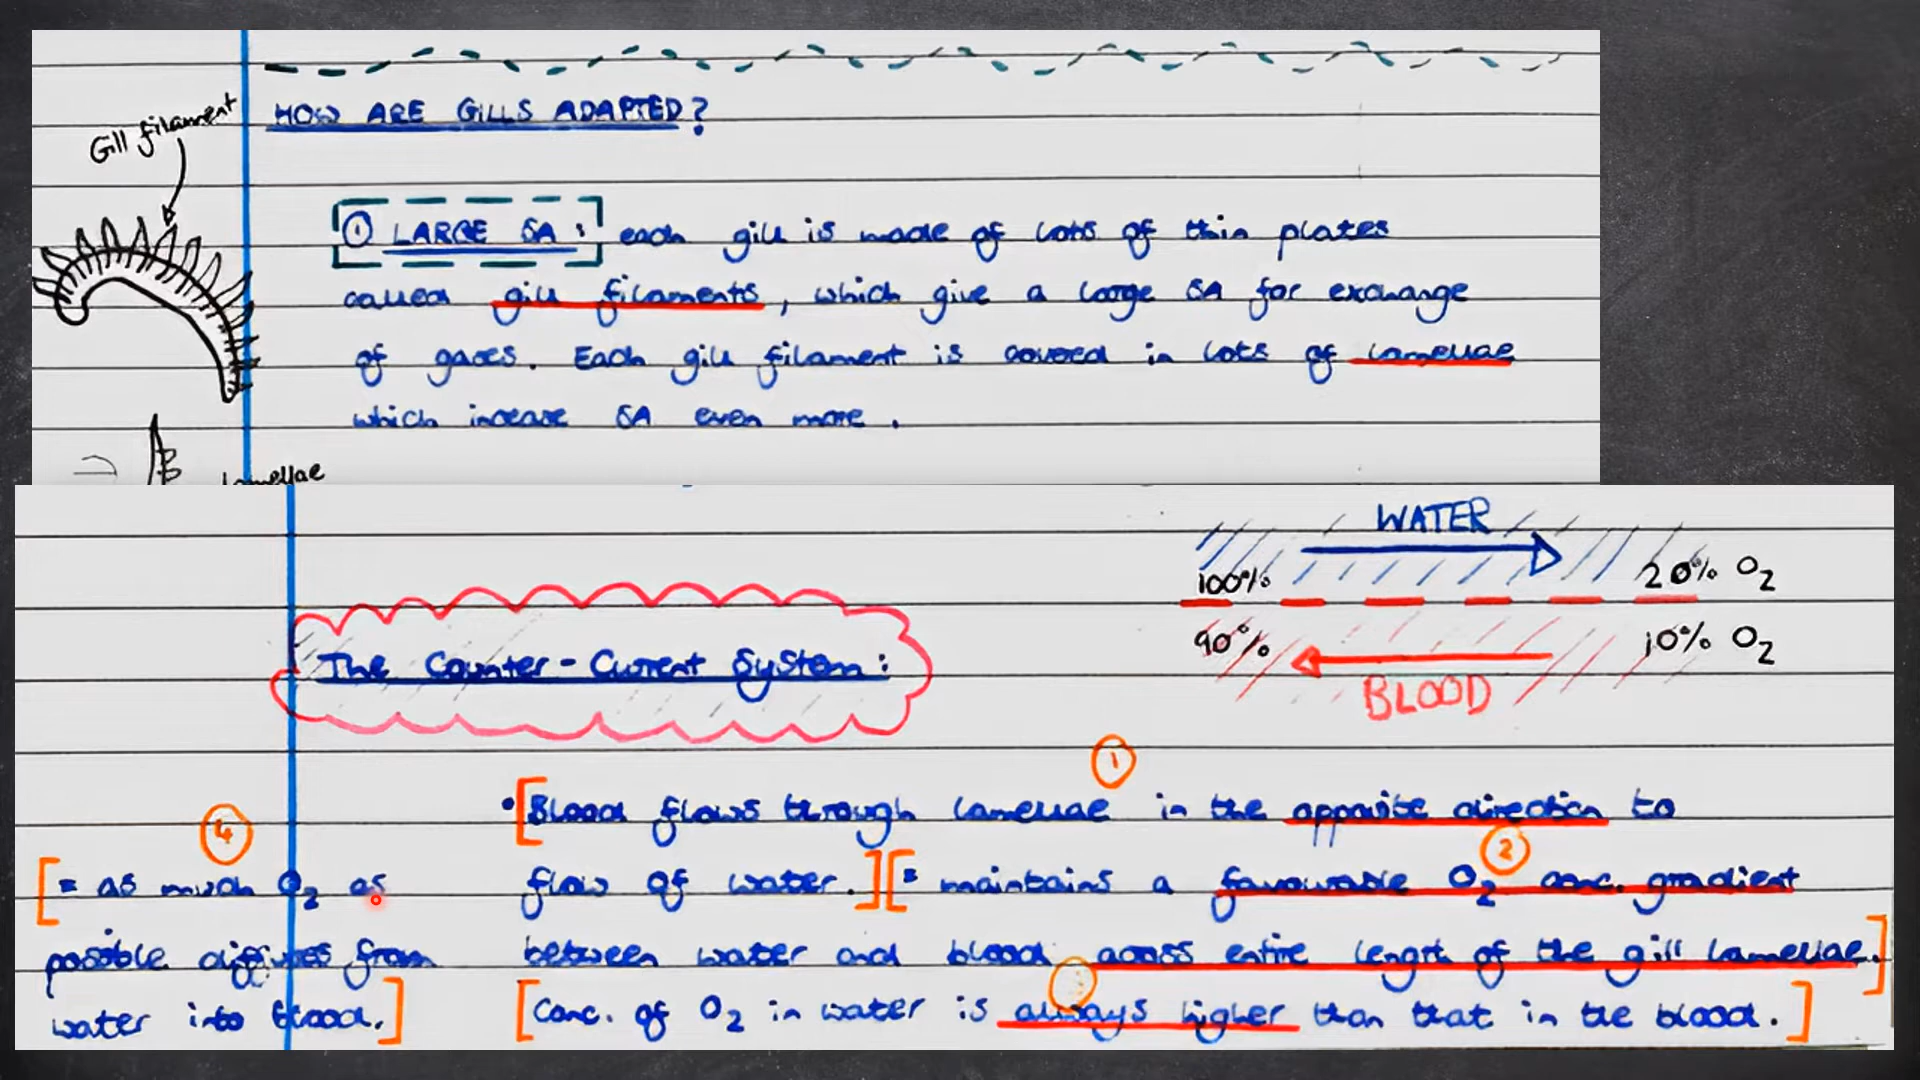 HOW ARE GILLS ADAPTED?
Gill filament
① LARGE SA: each gill is made of lots of thin plates
called gill filaments, which give a large SA for exchange
of gases. Each gill filament is covered in lots of lamellae
which increase SA even more.
lamellae
WATER
100% 20% O₂
90% 10% O₂
BLOOD
The Counter-Current System:
①
• [Blood flows through lamellae in the opposite direction to
②
flow of water.] [= maintains a favourable O₂ conc. gradient
between water and blood across entire length of the gill lamellae.]
[Conc. of O₂ in water is always higher than that in the blood.]
④
[= as much O₂ as
possible diffuses from
water into blood.]